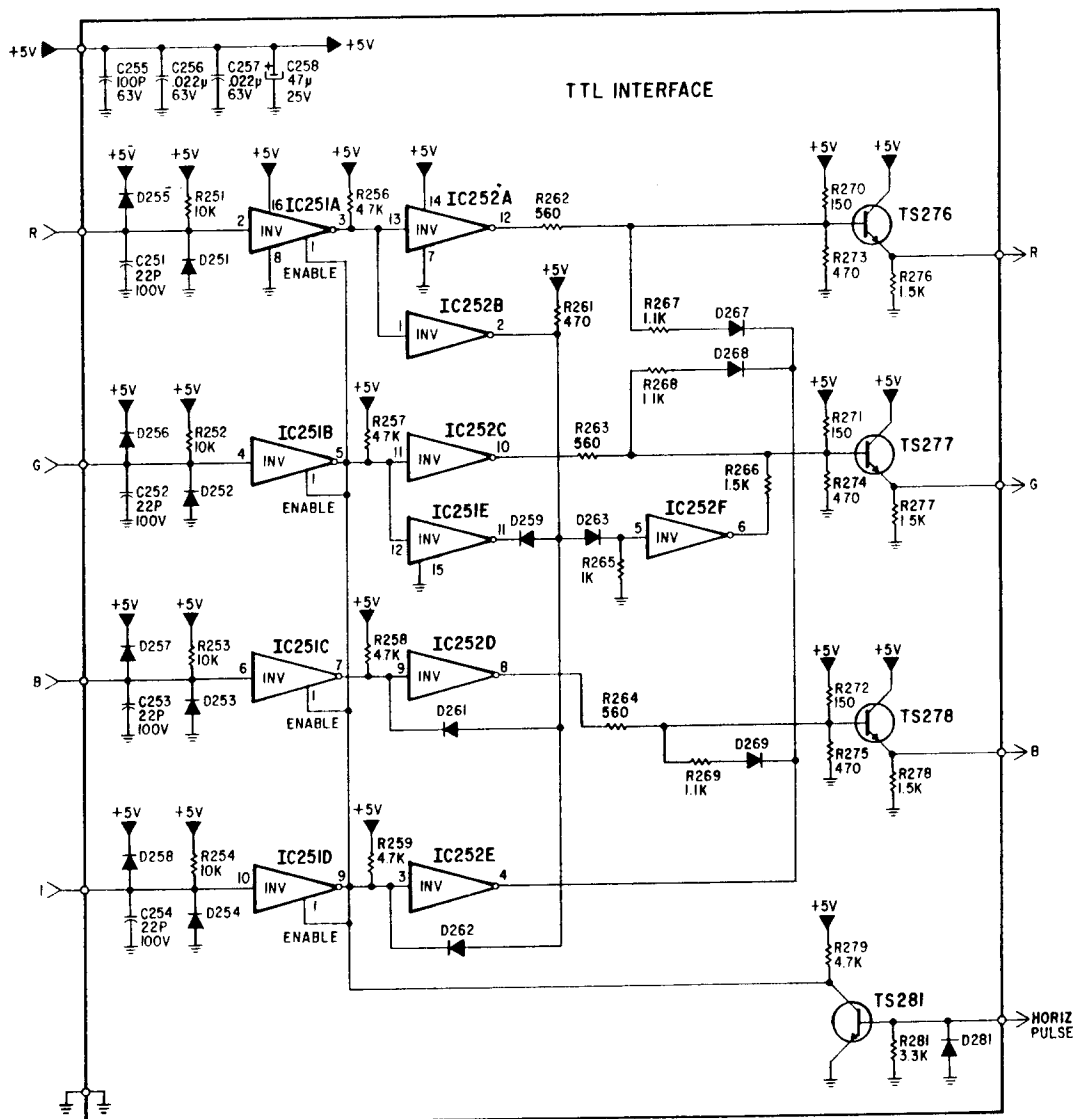 +5V
+5V
C255
100P
63V
C256
.022µ
63V
C257
.022µ
63V
+
C258
47µ
25V
TTL INTERFACE
+5V
+5V
+5V
+5V
+5V
+5V
+5V
D255
R251
10K
16
IC251A
R256
4.7K
14
IC252A
R262
560
R270
150
TS276
R
2
INV
3
13
INV
12
1
8
ENABLE
7
C251
22P
100V
D251
R273
470
R276
1.5K
R
+5V
R261
470
IC252B
1
INV
2
R267
1.1K
D267
D268
R268
1.1K
+5V
+5V
+5V
+5V
+5V
D256
R252
10K
IC251B
R257
4.7K
IC252C
R263
560
R271
150
TS277
G
4
INV
5
11
INV
10
1
ENABLE
C252
22P
100V
D252
R266
1.5K
R274
470
R277
1.5K
G
IC251E
12
INV
11
15
D259
D263
IC252F
5
INV
6
R265
1K
+5V
+5V
+5V
+5V
+5V
D257
R253
10K
IC251C
R258
4.7K
IC252D
R272
150
TS278
B
6
INV
7
9
INV
8
1
ENABLE
C253
22P
100V
D253
D261
R264
560
R269
1.1K
D269
R275
470
R278
1.5K
B
+5V
+5V
+5V
D258
R254
10K
IC251D
R259
4.7K
IC252E
I
10
INV
9
3
INV
4
1
ENABLE
C254
22P
100V
D254
D262
+5V
R279
4.7K
TS281
R281
3.3K
D281
HORIZ
PULSE